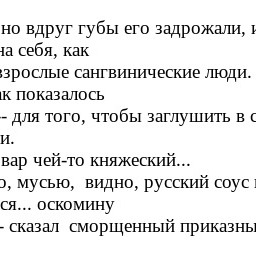 но вдруг губы его задрожали,
на себя, как
взрослые сангвинические люди.
ак показалось
- для того, чтобы заглушить в
и.
вар чей-то княжеский...
о, мусью, видно, русский соус
ся... оскомину
- сказал сморщенный приказны